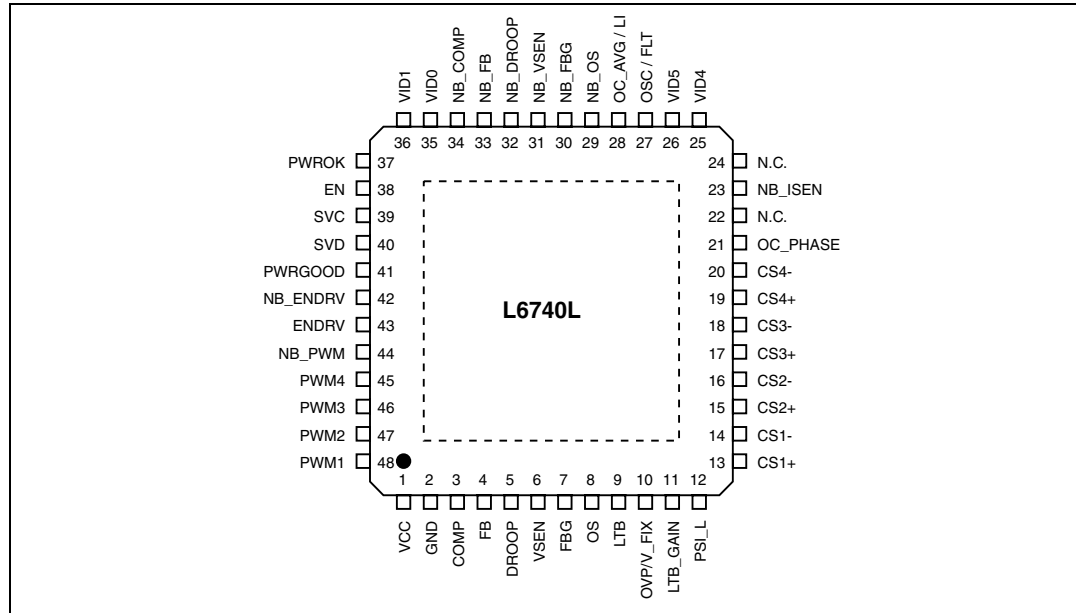 VID1
VID0
NB_COMP
NB_FB
NB_DROOP
NB_VSEN
NB_FBG
NB_OS
OC_AVG / LI
OSC / FLT
VID5
VID4
36 35 34 33 32 31 30 29 28 27 26 25
PWROK 37
EN 38
SVC 39
SVD 40
PWRGOOD 41
NB_ENDRV 42
ENDRV 43
NB_PWM 44
PWM4 45
PWM3 46
PWM2 47
PWM1 48
L6740L
24 N.C.
23 NB_ISEN
22 N.C.
21 OC_PHASE
20 CS4-
19 CS4+
18 CS3-
17 CS3+
16 CS2-
15 CS2+
14 CS1-
13 CS1+
1 2 3 4 5 6 7 8 9 10 11 12
VCC
GND
COMP
FB
DROOP
VSEN
FBG
OS
LTB
OVP/V_FIX
LTB_GAIN
PSI_L